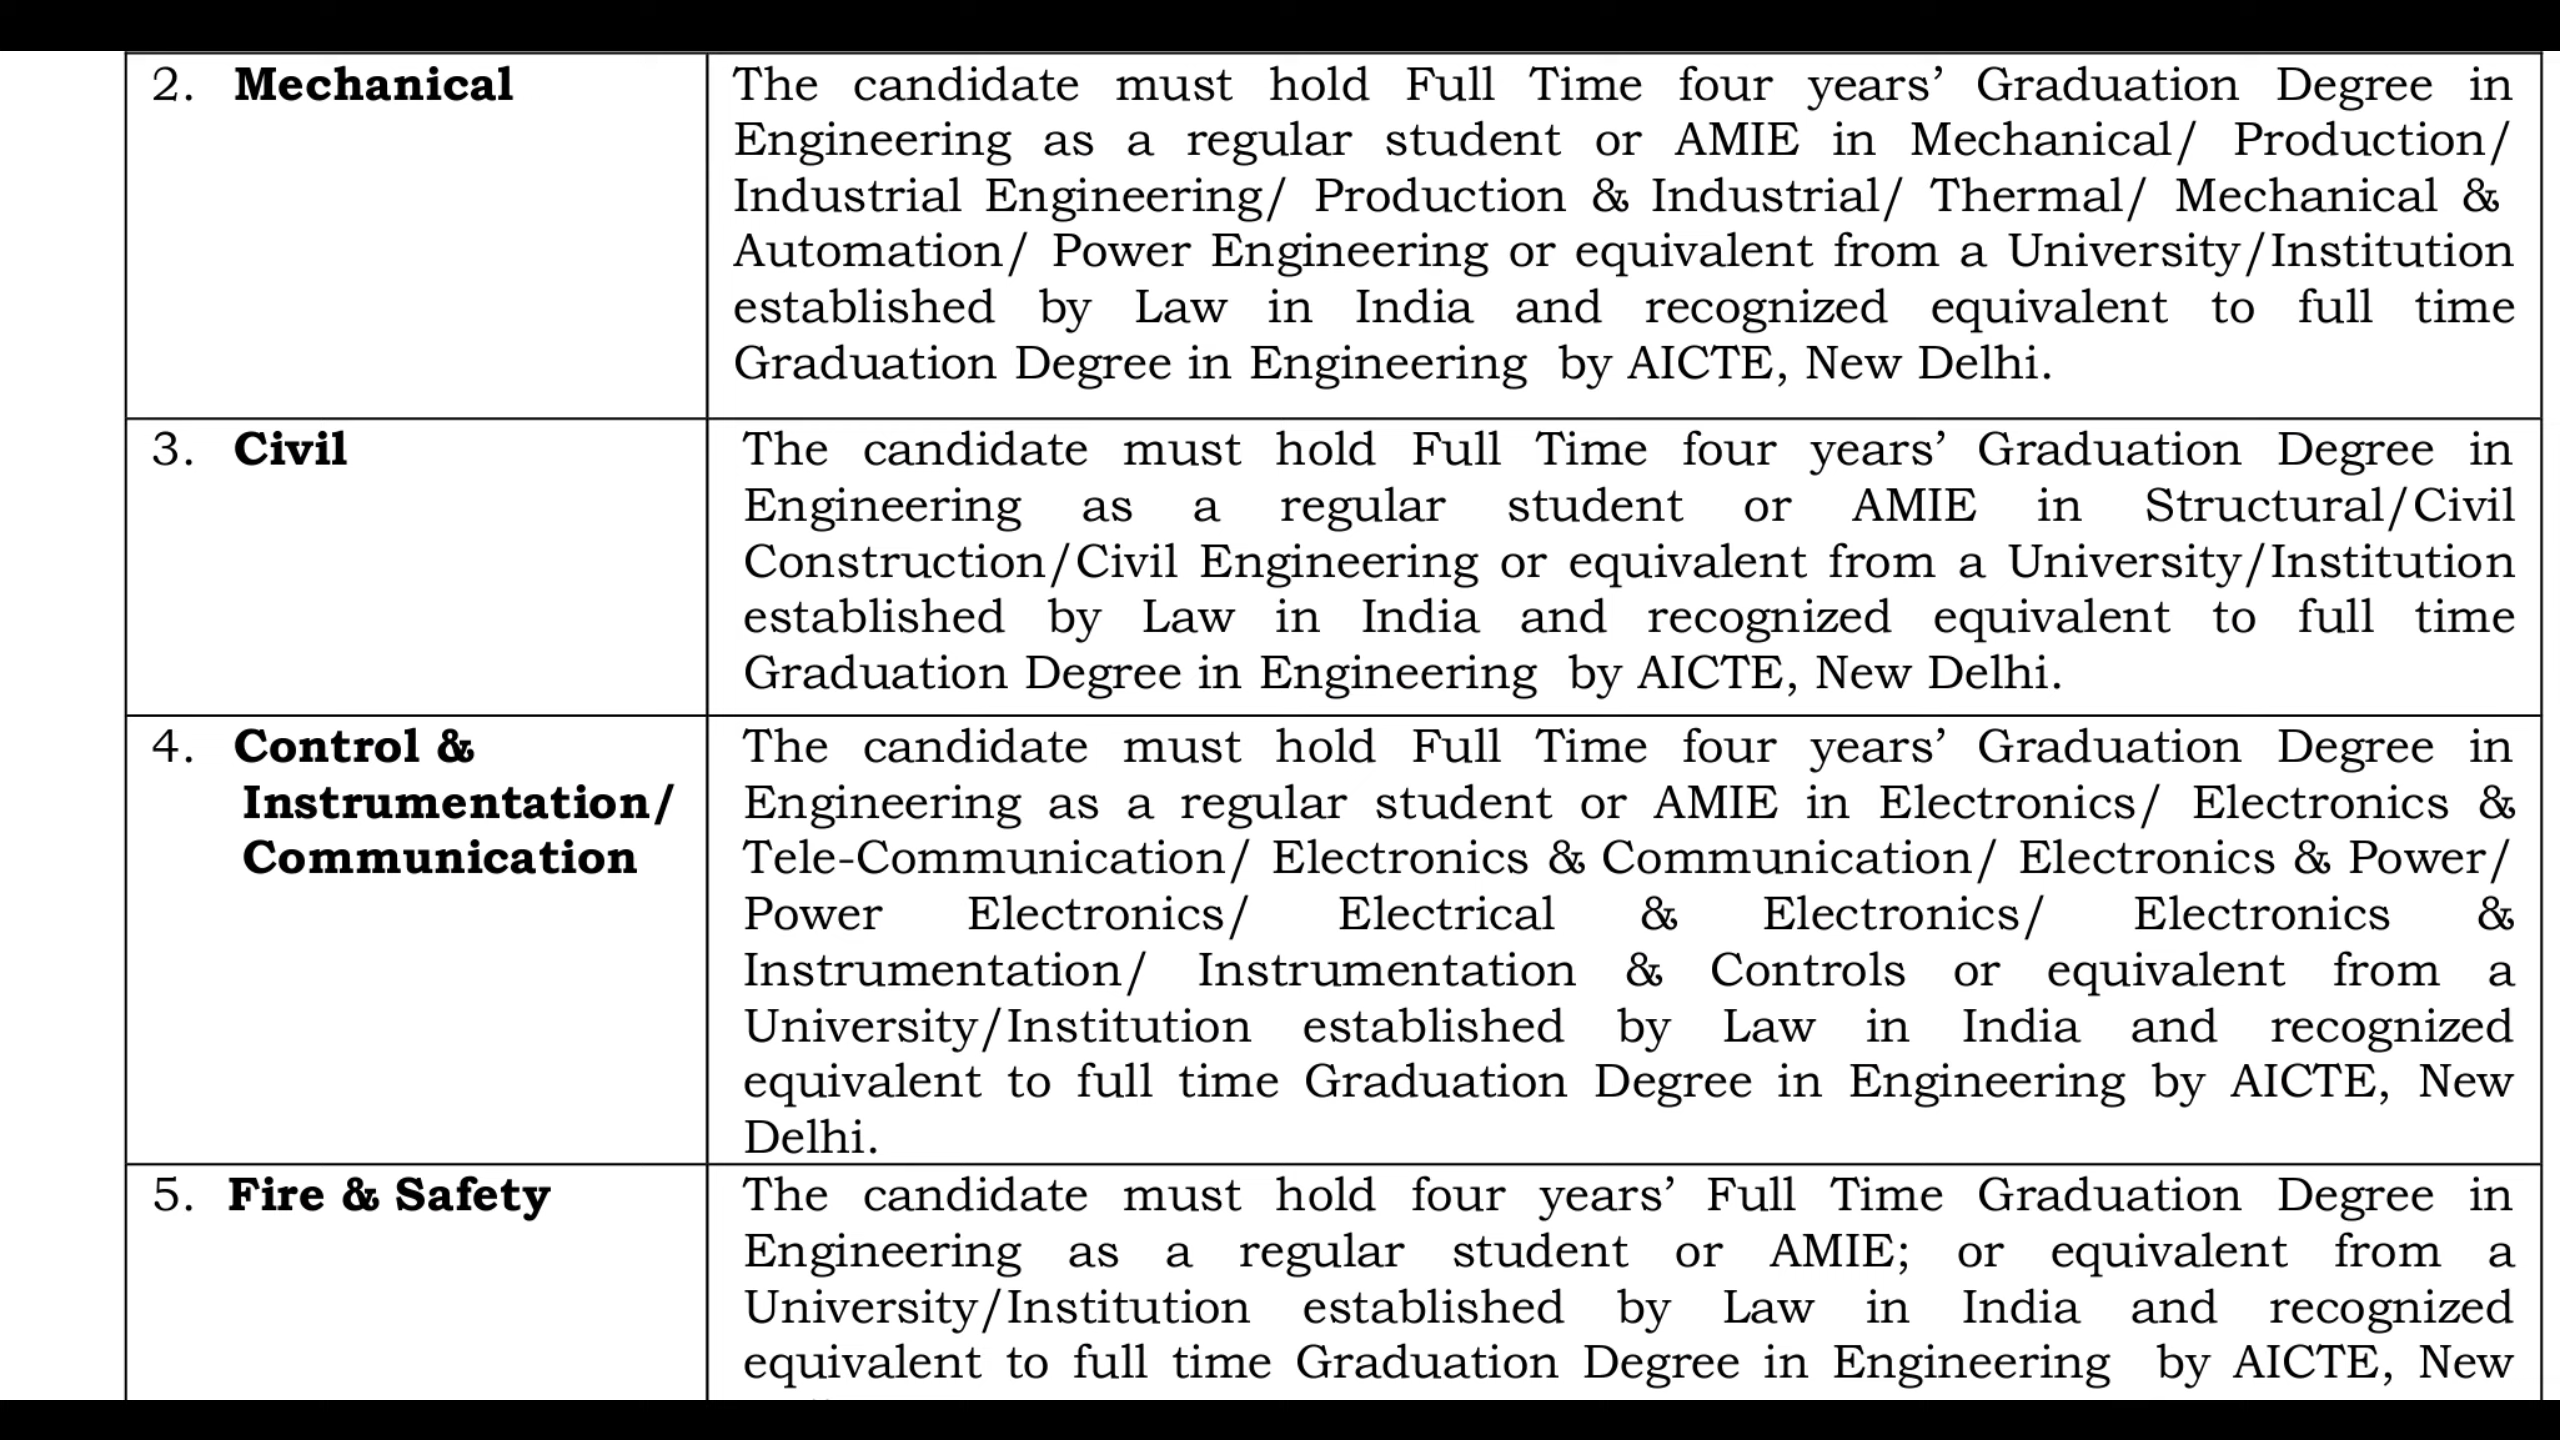 2. Mechanical
The candidate must hold Full Time four years’ Graduation Degree in
Engineering as a regular student or AMIE in Mechanical/ Production/
Industrial Engineering/ Production & Industrial/ Thermal/ Mechanical &
Automation/ Power Engineering or equivalent from a University/Institution
established by Law in India and recognized equivalent to full time
Graduation Degree in Engineering by AICTE, New Delhi.
3. Civil
The candidate must hold Full Time four years’ Graduation Degree in
Engineering as a regular student or AMIE in Structural/Civil
Construction/Civil Engineering or equivalent from a University/Institution
established by Law in India and recognized equivalent to full time
Graduation Degree in Engineering by AICTE, New Delhi.
4. Control &
Instrumentation/
Communication
The candidate must hold Full Time four years’ Graduation Degree in
Engineering as a regular student or AMIE in Electronics/ Electronics &
Tele-Communication/ Electronics & Communication/ Electronics & Power/
Power Electronics/ Electrical & Electronics/ Electronics &
Instrumentation/ Instrumentation & Controls or equivalent from a
University/Institution established by Law in India and recognized
equivalent to full time Graduation Degree in Engineering by AICTE, New
Delhi.
5. Fire & Safety
The candidate must hold four years’ Full Time Graduation Degree in
Engineering as a regular student or AMIE; or equivalent from a
University/Institution established by Law in India and recognized
equivalent to full time Graduation Degree in Engineering by AICTE, New